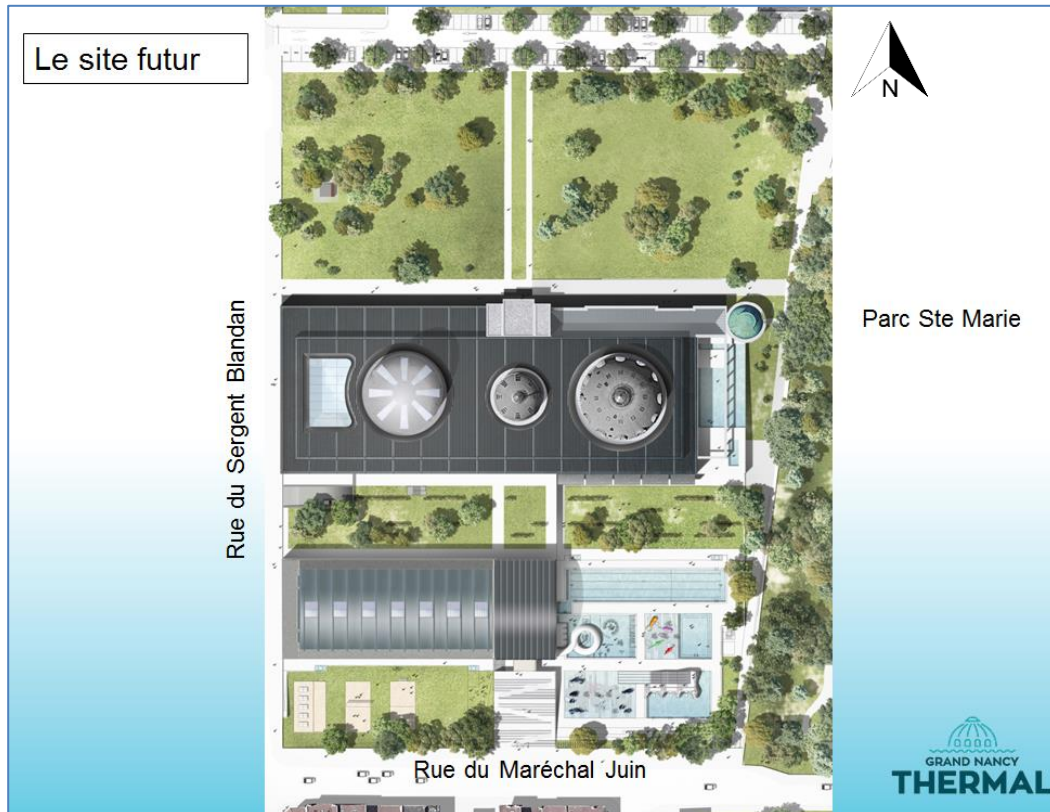 Le site futur
N
Rue du Sergent Blandan
Parc Ste Marie
Rue du Maréchal Juin
GRAND NANCY
THERMAL